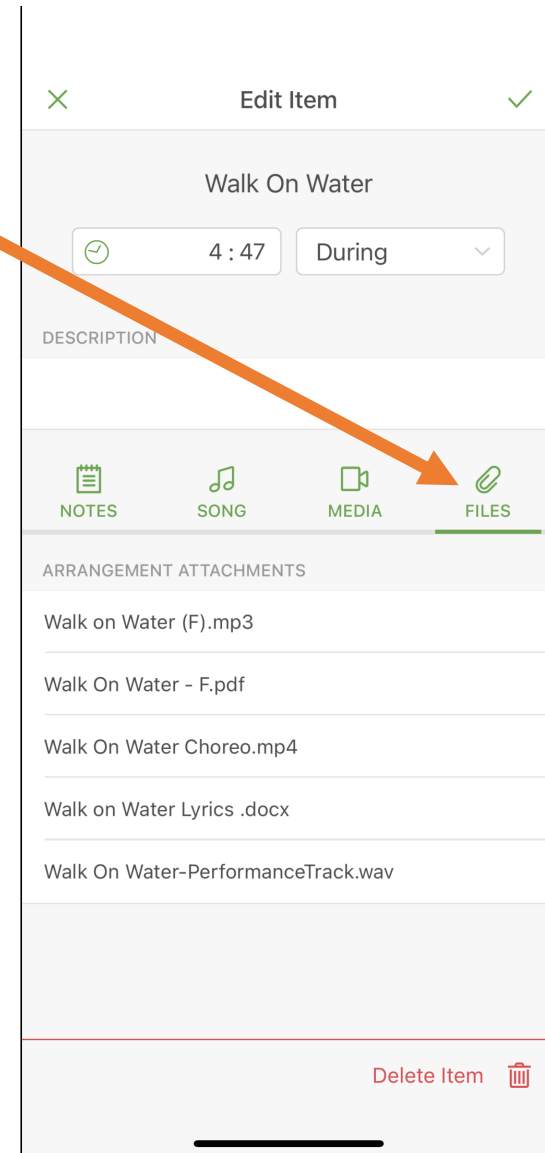 Edit Item
Walk On Water
4 : 47 During
DESCRIPTION
NOTES SONG MEDIA FILES
ARRANGEMENT ATTACHMENTS
Walk on Water (F).mp3
Walk On Water - F.pdf
Walk On Water Choreo.mp4
Walk on Water Lyrics .docx
Walk On Water-PerformanceTrack.wav
Delete Item